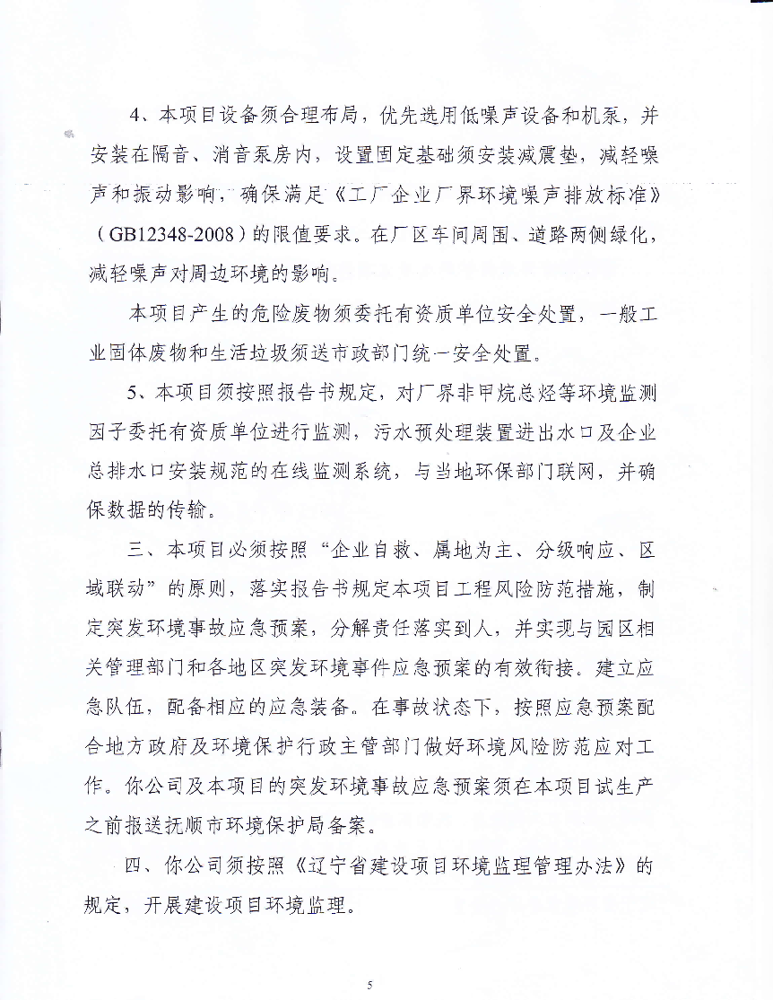 4、本项目设备须合理布局，优先选用低噪声设备和机泵，并
安装在隔音、消音泵房内，设置固定基础须安装减震垫，减轻噪
声和振动影响，确保满足《工厂企业厂界环境噪声排放标准》
（GB12348-2008）的限值要求。在厂区车间周围、道路两侧绿化，
减轻噪声对周边环境的影响。
本项目产生的危险废物须委托有资质单位安全处置，一般工
业固体废物和生活垃圾须送市政部门统一安全处置。
5、本项目须按照报告书规定，对厂界非甲烷总烃等环境监测
因子委托有资质单位进行监测，污水预处理装置进出水口及企业
总排水口安装规范的在线监测系统，与当地环保部门联网，并确
保数据的传输。
三、本项目必须按照“企业自救、属地为主、分级响应、区
域联动”的原则，落实报告书规定本项目工程风险防范措施，制
定突发环境事故应急预案，分解责任落实到人，并实现与园区相
关管理部门和各地区突发环境事件应急预案的有效衔接。建立应
急队伍，配备相应的应急装备。在事故状态下，按照应急预案配
合地方政府及环境保护行政主管部门做好环境风险防范应对工
作。你公司及本项目的突发环境事故应急预案须在本项目试生产
之前报送抚顺市环境保护局备案。
四、你公司须按照《辽宁省建设项目环境监理管理办法》的
规定，开展建设项目环境监理。
5